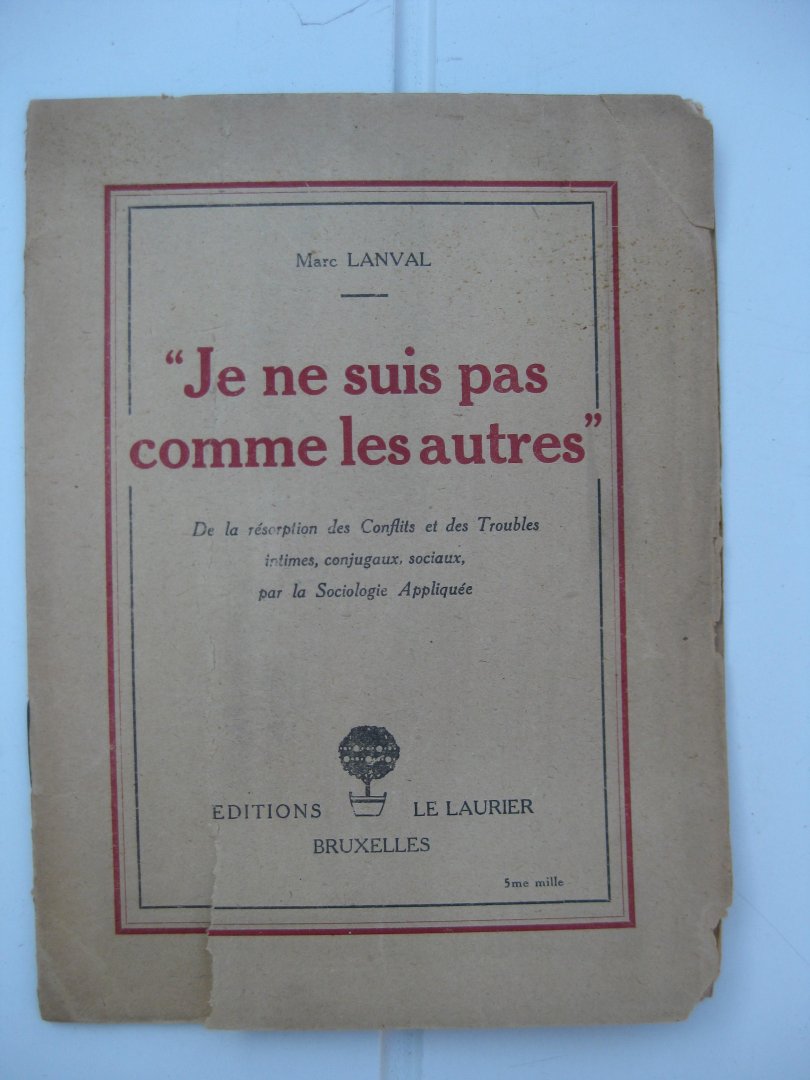 Marc LANVAL
“Je ne suis pas
comme les autres”
De la résorption des Conflits et des Troubles
intimes, conjugaux, sociaux,
par la Sociologie Appliquée
EDITIONS LE LAURIER
BRUXELLES
5me mille